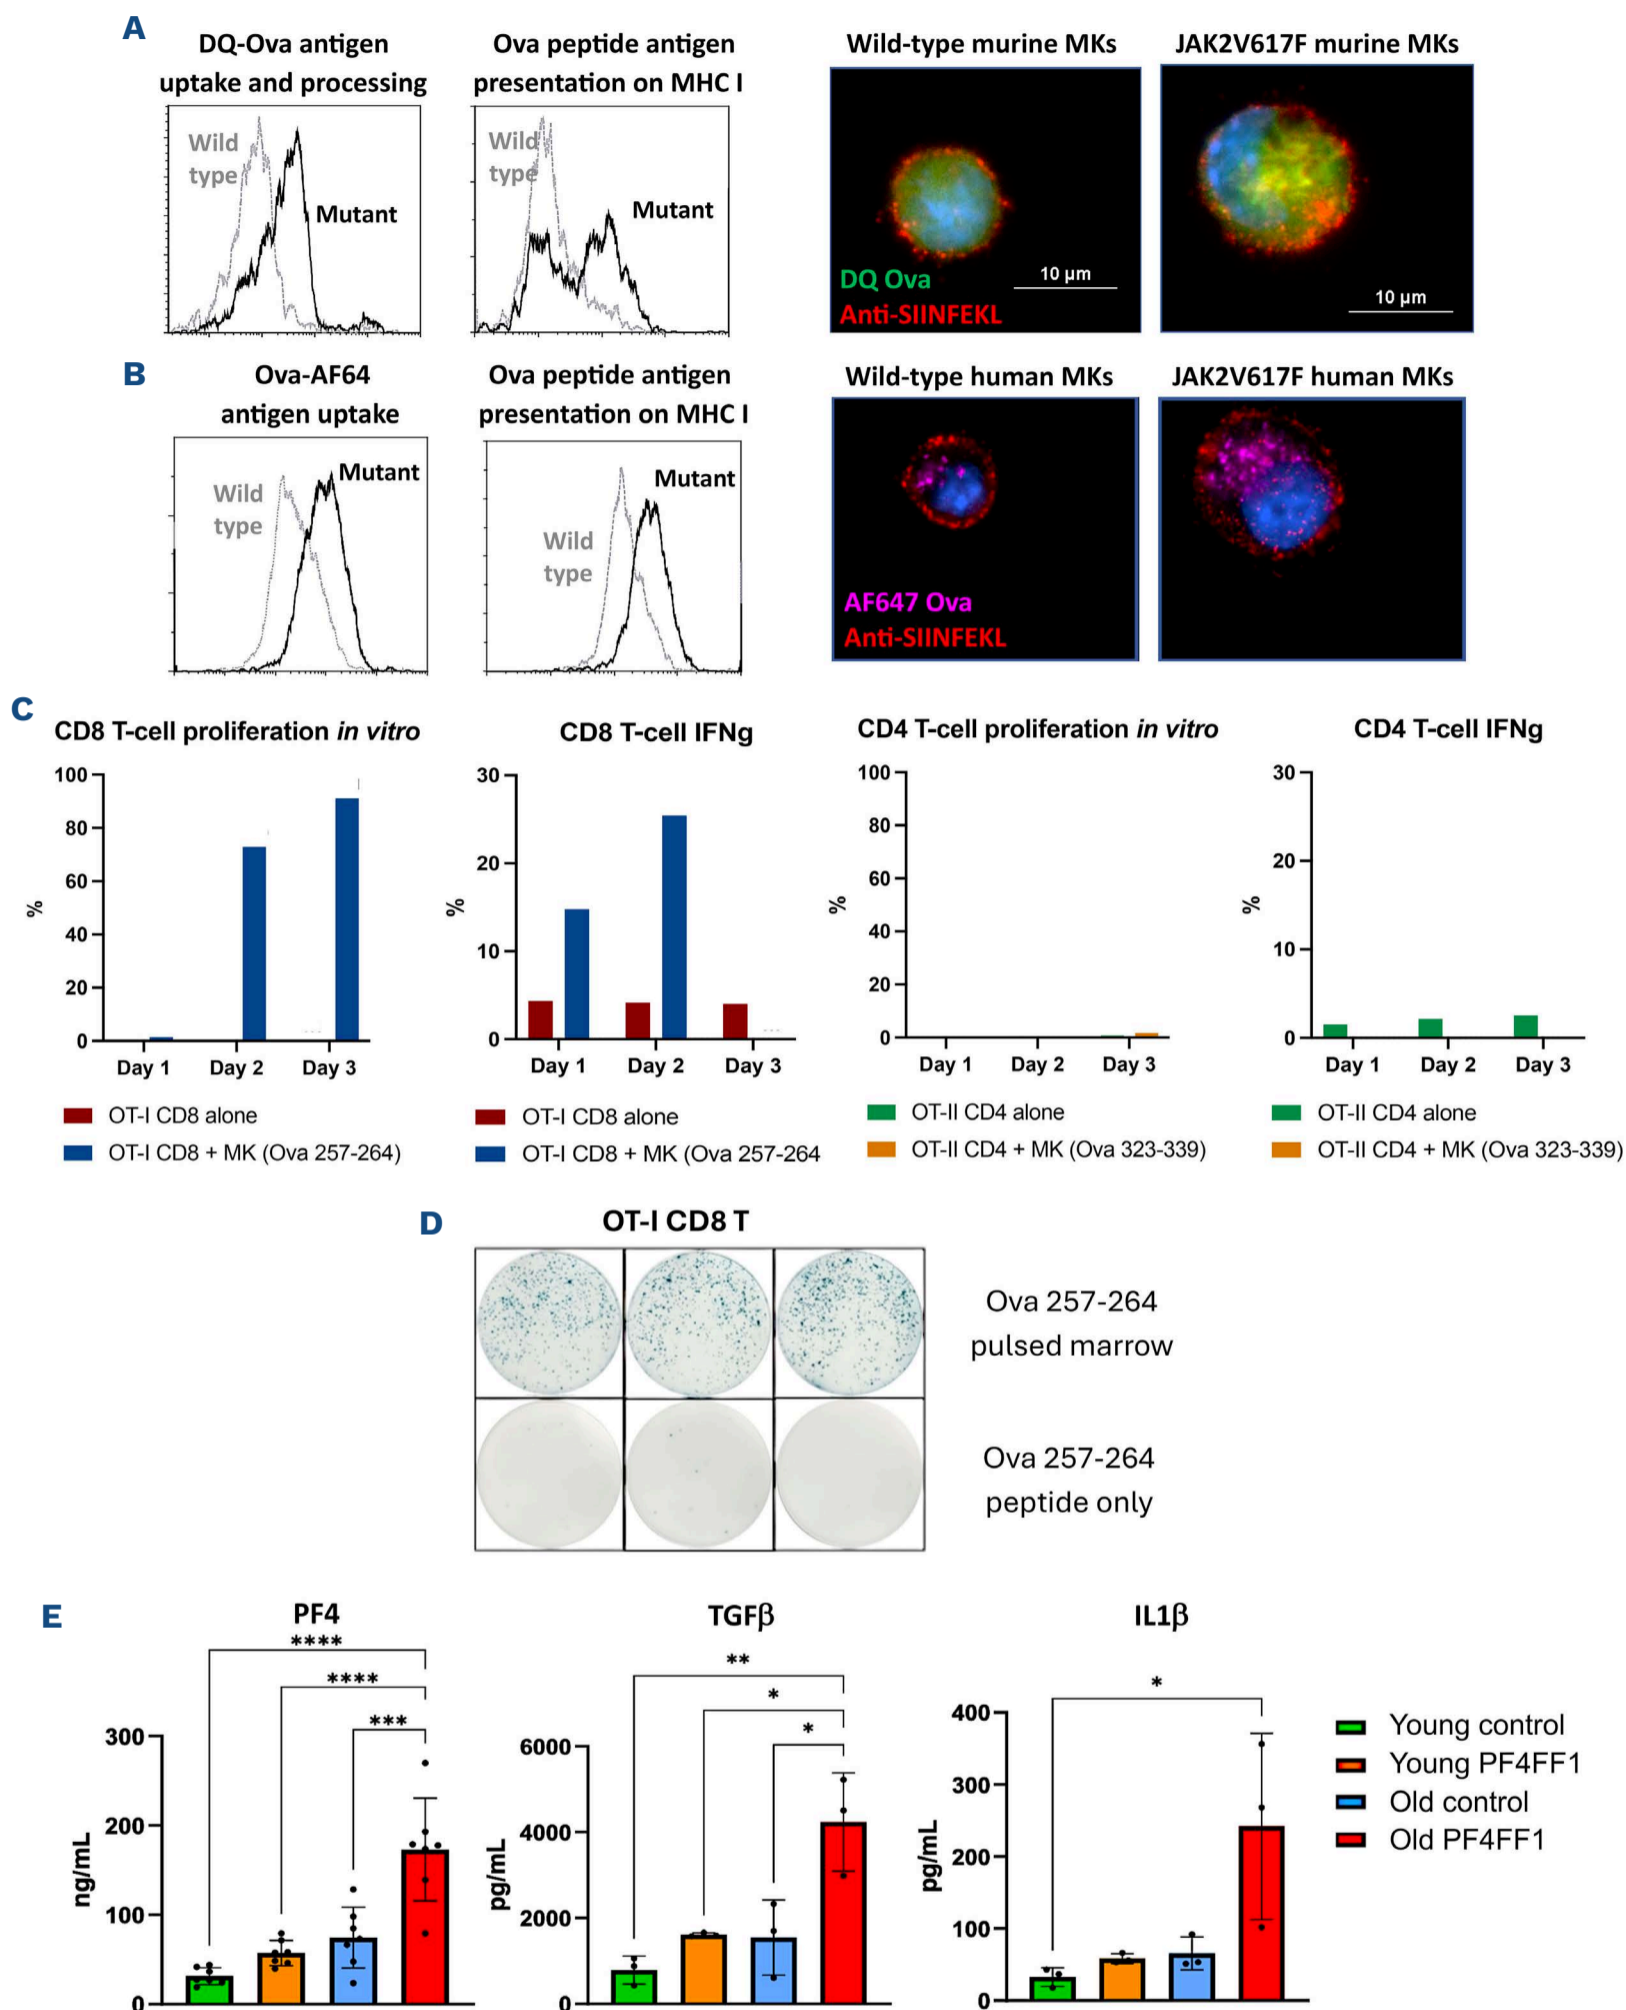 A
DQ-Ova antigen
uptake and processing
Wild
type
Mutant
Ova peptide antigen
presentation on MHC I
Wild
type
Mutant
Wild-type murine MKs
DQ Ova
Anti-SIINFEKL
10 µm
JAK2V617F murine MKs
10 µm
B
Ova-AF64
antigen uptake
Wild
type
Mutant
Ova peptide antigen
presentation on MHC I
Wild
type
Mutant
Wild-type human MKs
AF647 Ova
Anti-SIINFEKL
JAK2V617F human MKs
C
CD8 T-cell proliferation in vitro
%
100
80
60
40
20
0
Day 1 Day 2 Day 3
OT-I CD8 alone
OT-I CD8 + MK (Ova 257-264)
CD8 T-cell IFNg
%
30
20
10
0
Day 1 Day 2 Day 3
OT-I CD8 alone
OT-I CD8 + MK (Ova 257-264
CD4 T-cell proliferation in vitro
%
100
80
60
40
20
0
Day 1 Day 2 Day 3
OT-II CD4 alone
OT-II CD4 + MK (Ova 323-339)
CD4 T-cell IFNg
%
30
20
10
0
Day 1 Day 2 Day 3
OT-II CD4 alone
OT-II CD4 + MK (Ova 323-339)
D
OT-I CD8 T
Ova 257-264
pulsed marrow
Ova 257-264
peptide only
E
PF4
****
****
***
ng/mL
300
200
100
0
TGFβ
**
*
*
pg/mL
6000
4000
2000
0
IL1β
*
pg/mL
400
300
200
100
0
Young control
Young PF4FF1
Old control
Old PF4FF1